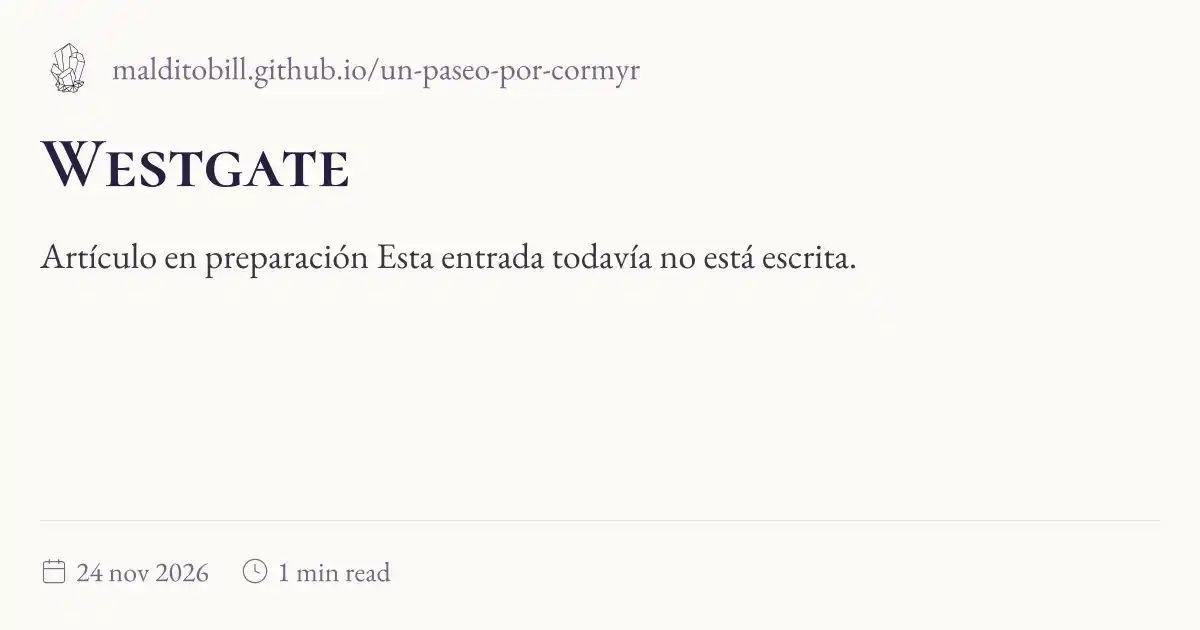 malditobill.github.io/un-paseo-por-cormyr
Westgate
Artículo en preparación Esta entrada todavía no está escrita.
24 nov 2026 1 min read